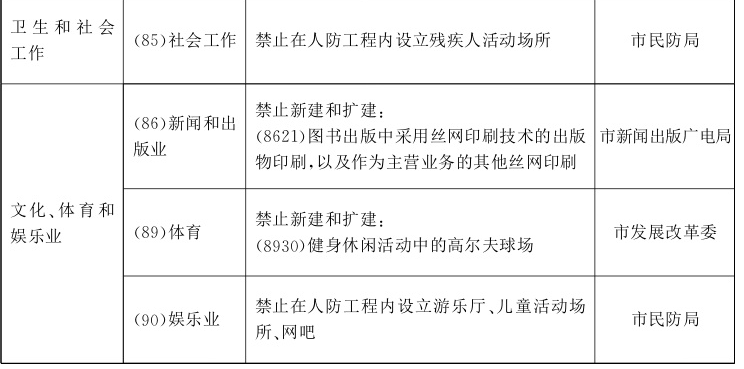 卫生和社会
工作
(85)社会工作
禁止在人防工程内设立残疾人活动场所
市民防局
文化、体育和
娱乐业
(86)新闻和出
版业
禁止新建和扩建:
(8621)图书出版中采用丝网印刷技术的出版
物印刷,以及作为主营业务的其他丝网印刷
市新闻出版广电局
(89)体育
禁止新建和扩建:
(8930)健身休闲活动中的高尔夫球场
市发展改革委
(90)娱乐业
禁止在人防工程内设立游乐厅、儿童活动场
所、网吧
市民防局